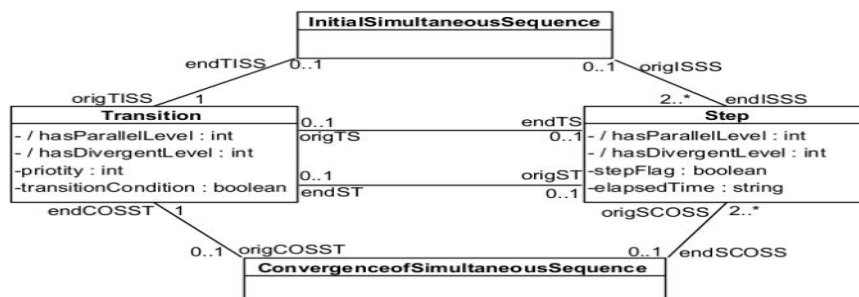 InitialSimultaneousSequence
endTISS 0..1 0..1 origISSS
origTISS 1 2..* endISSS
Transition Step
- / hasParallelLevel : int 0..1 endTS - / hasParallelLevel : int
- / hasDivergentLevel : int origTS 0..1 - / hasDivergentLevel : int
-priotity : int 0..1 origST -stepFlag : boolean
-transitionCondition : boolean endST 0..1 -elapsedTime : string
endCOSST 1 origSCOSS 2..*
0..1 origCOSST 0..1 endSCOSS
ConvergenceofSimultaneousSequence